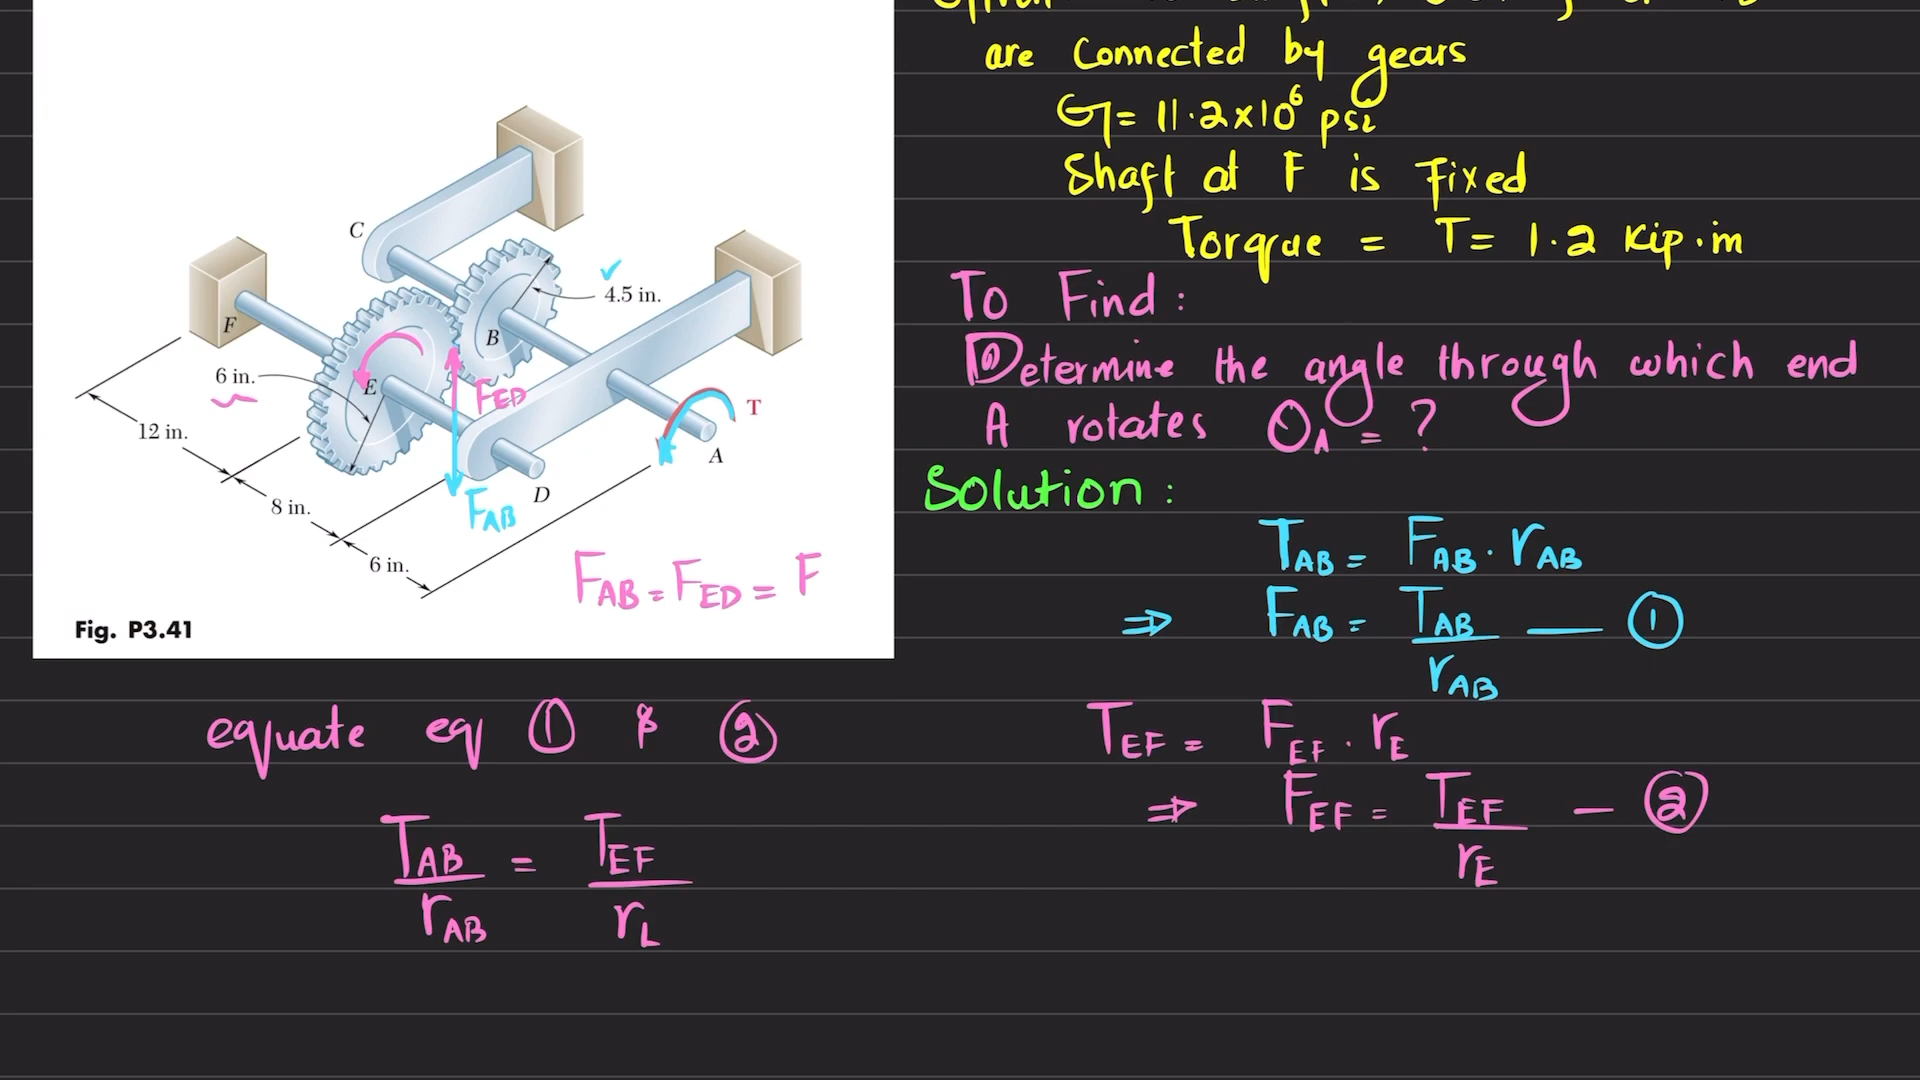 are Connected by gears
G = 11.2x10⁶ psi
Shaft at F is Fixed
Torque = T = 1.2 kip.in
To Find :
Determine the angle through which end
A rotates ΘA = ?
Solution :
TAB = FAB . rAB
⇒ FAB = TAB / rAB — ①
TEF = FEF . rE
⇒ FEF = TEF / rE — ②
C
4.5 in.
F
B
6 in.
E
FED
T
12 in.
A
D
8 in.
FAB
6 in.
FAB = FED = F
Fig. P3.41
equate eq ① & ②
TAB / rAB = TEF / rL